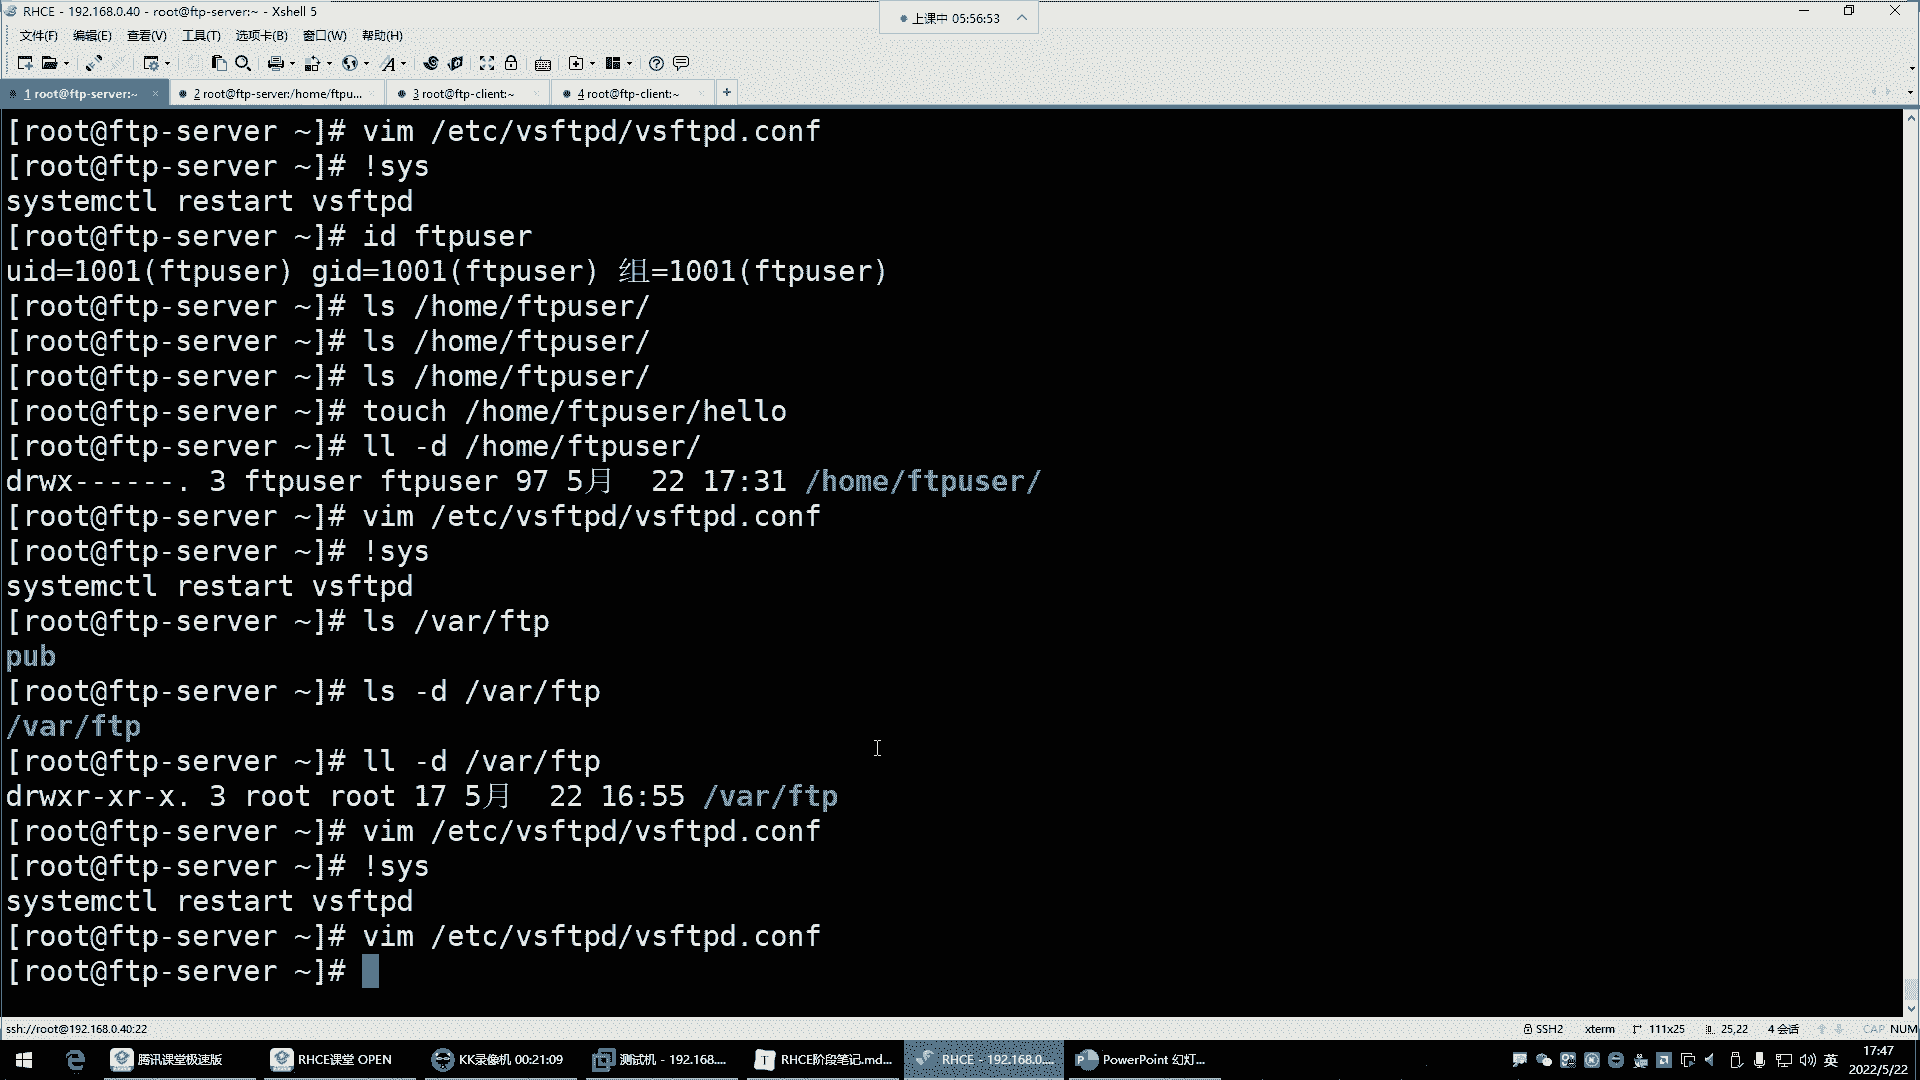 RHCE - 192.168.0.40 - root@ftp-server:~ - Xshell 5
上课中 05:56:53
文件(F) 编辑(E) 查看(V) 工具(T) 选项卡(B) 窗口(W) 帮助(H)
1 root@ftp-server:~ 2 root@ftp-server:/home/ftpu... 3 root@ftp-client:~ 4 root@ftp-client:~
[root@ftp-server ~]# vim /etc/vsftpd/vsftpd.conf
[root@ftp-server ~]# !sys
systemctl restart vsftpd
[root@ftp-server ~]# id ftpuser
uid=1001(ftpuser) gid=1001(ftpuser) 组=1001(ftpuser)
[root@ftp-server ~]# ls /home/ftpuser/
[root@ftp-server ~]# ls /home/ftpuser/
[root@ftp-server ~]# ls /home/ftpuser/
[root@ftp-server ~]# touch /home/ftpuser/hello
[root@ftp-server ~]# ll -d /home/ftpuser/
drwx------. 3 ftpuser ftpuser 97 5月  22 17:31 /home/ftpuser/
[root@ftp-server ~]# vim /etc/vsftpd/vsftpd.conf
[root@ftp-server ~]# !sys
systemctl restart vsftpd
[root@ftp-server ~]# ls /var/ftp
pub
[root@ftp-server ~]# ls -d /var/ftp
/var/ftp
[root@ftp-server ~]# ll -d /var/ftp
drwxr-xr-x. 3 root root 17 5月  22 16:55 /var/ftp
[root@ftp-server ~]# vim /etc/vsftpd/vsftpd.conf
[root@ftp-server ~]# !sys
systemctl restart vsftpd
[root@ftp-server ~]# vim /etc/vsftpd/vsftpd.conf
[root@ftp-server ~]#
ssh://root@192.168.0.40:22 SSH2 xterm 111x25 25,22 4 会话 CAP NUM
腾讯课堂极速版 RHCE课堂 OPEN KK录像机 00:21:09 测试机 - 192.168.... RHCE阶段笔记.md... RHCE - 192.168.0.... PowerPoint 幻灯... 英 17:47
2022/5/22